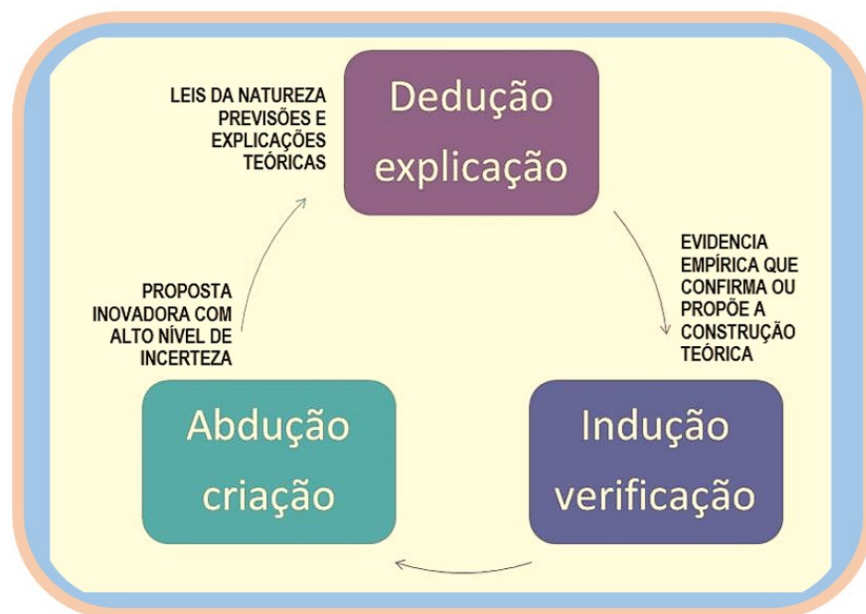 LEIS DA NATUREZA
PREVISÕES E
EXPLICAÇÕES
TEÓRICAS
Dedução
explicação
EVIDENCIA
EMPÍRICA QUE
CONFIRMA OU
PROPÕE A
CONSTRUÇÃO
TEÓRICA
PROPOSTA
INOVADORA COM
ALTO NÍVEL DE
INCERTEZA
Abdução
criação
Indução
verificação